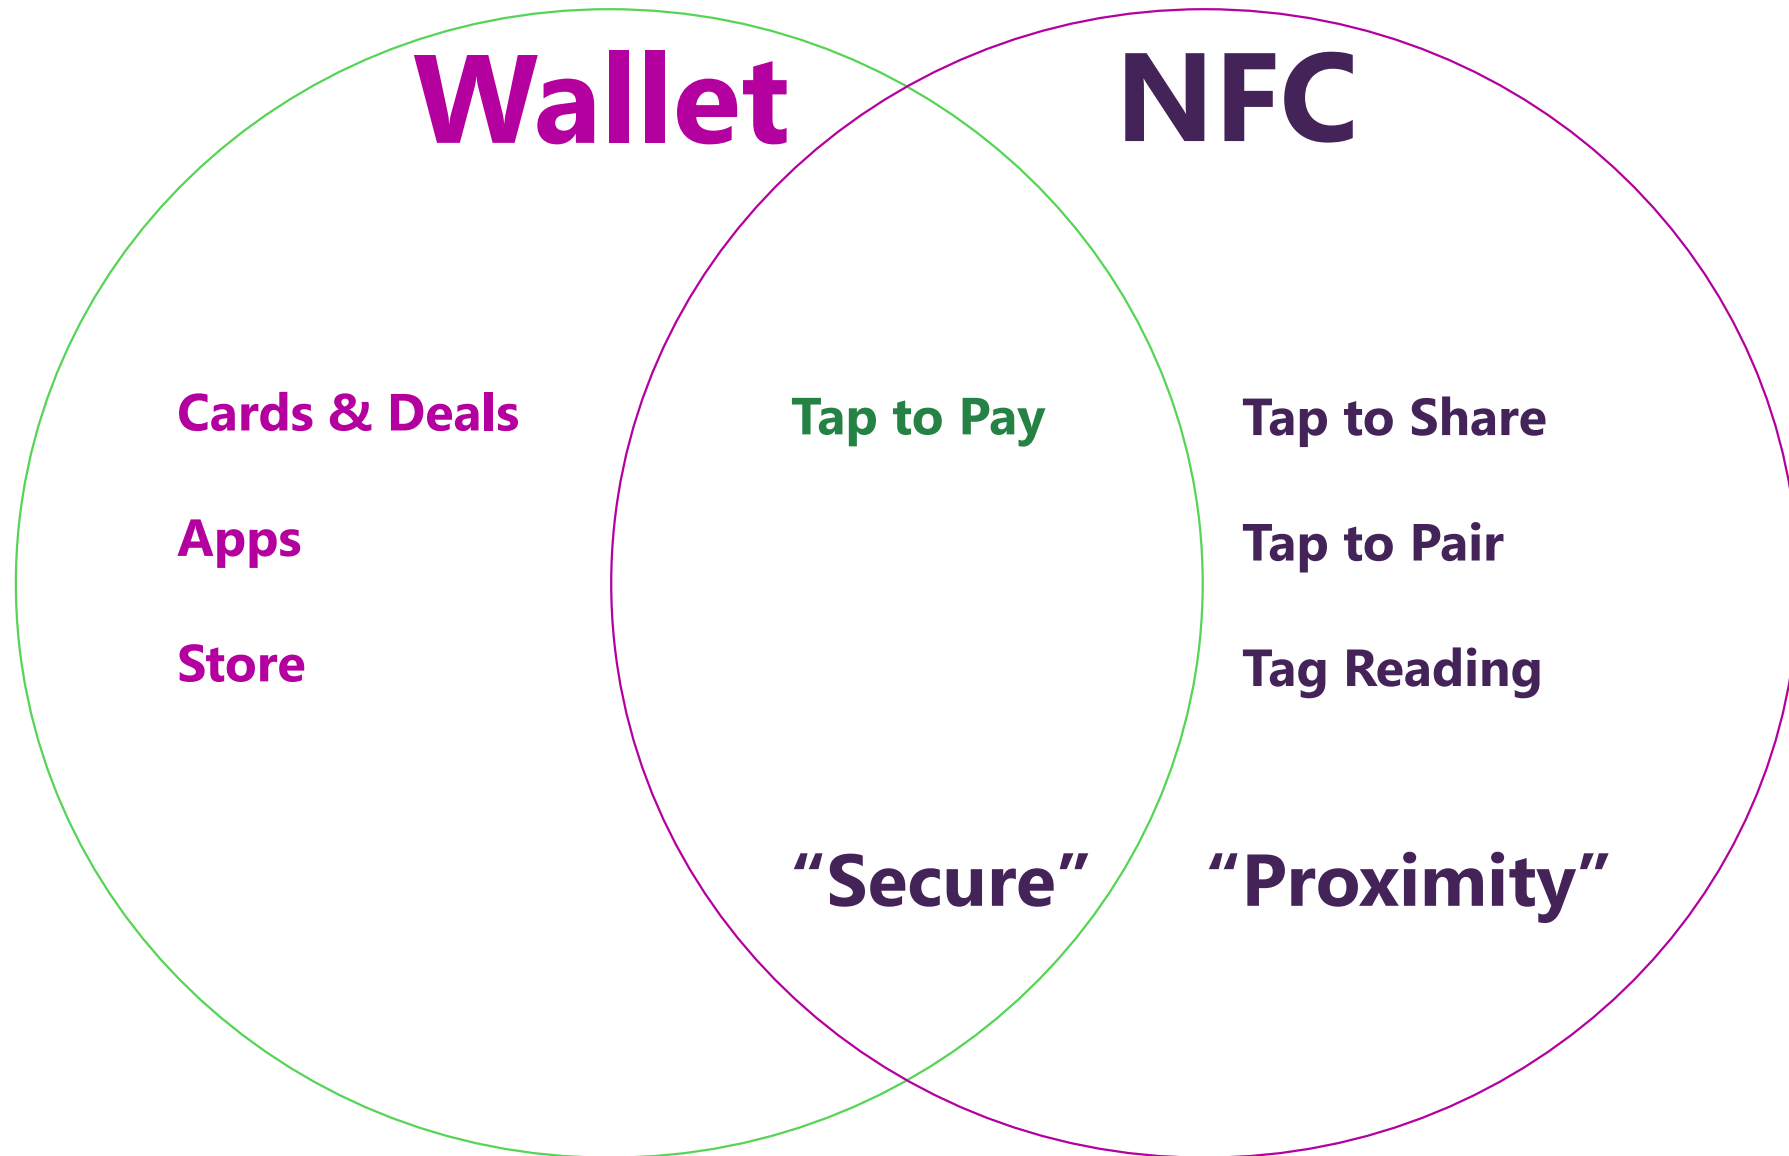 Wallet
NFC
Cards & Deals
Apps
Store
Tap to Pay
“Secure”
Tap to Share
Tap to Pair
Tag Reading
“Proximity”